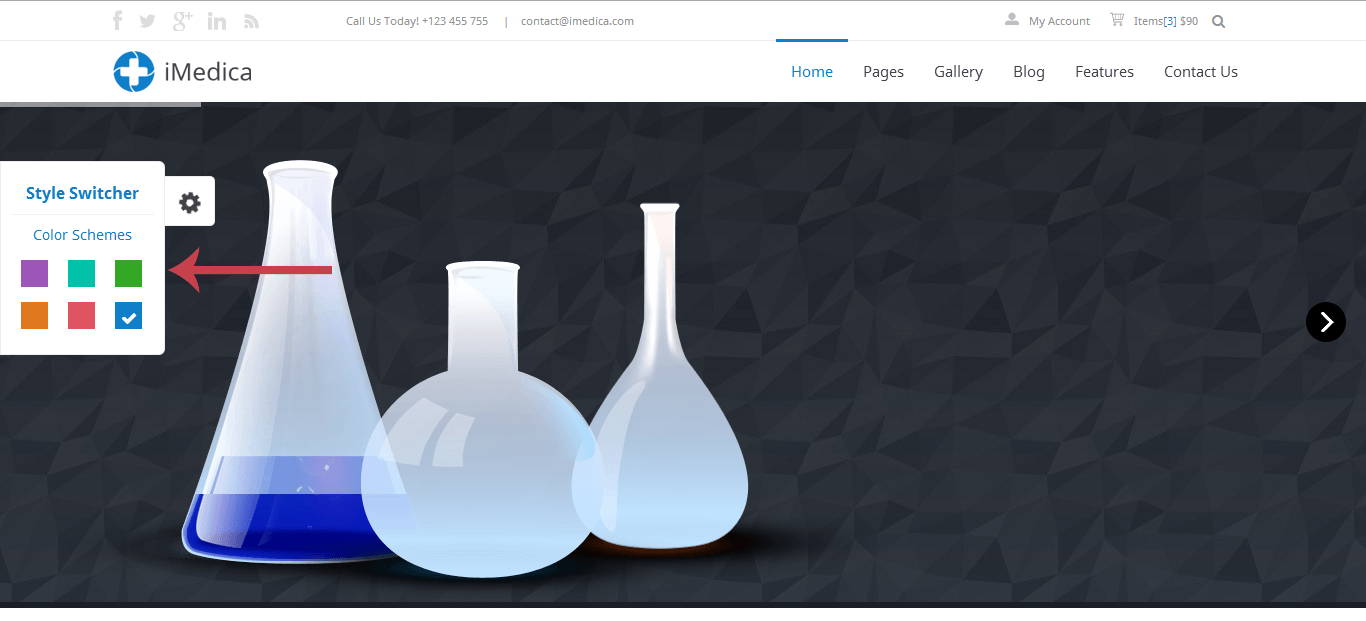 Call Us Today! +123 455 755 | contact@imedica.com My Account Items[3] $90
iMedica Home Pages Gallery Blog Features Contact Us
Style Switcher
Color Schemes